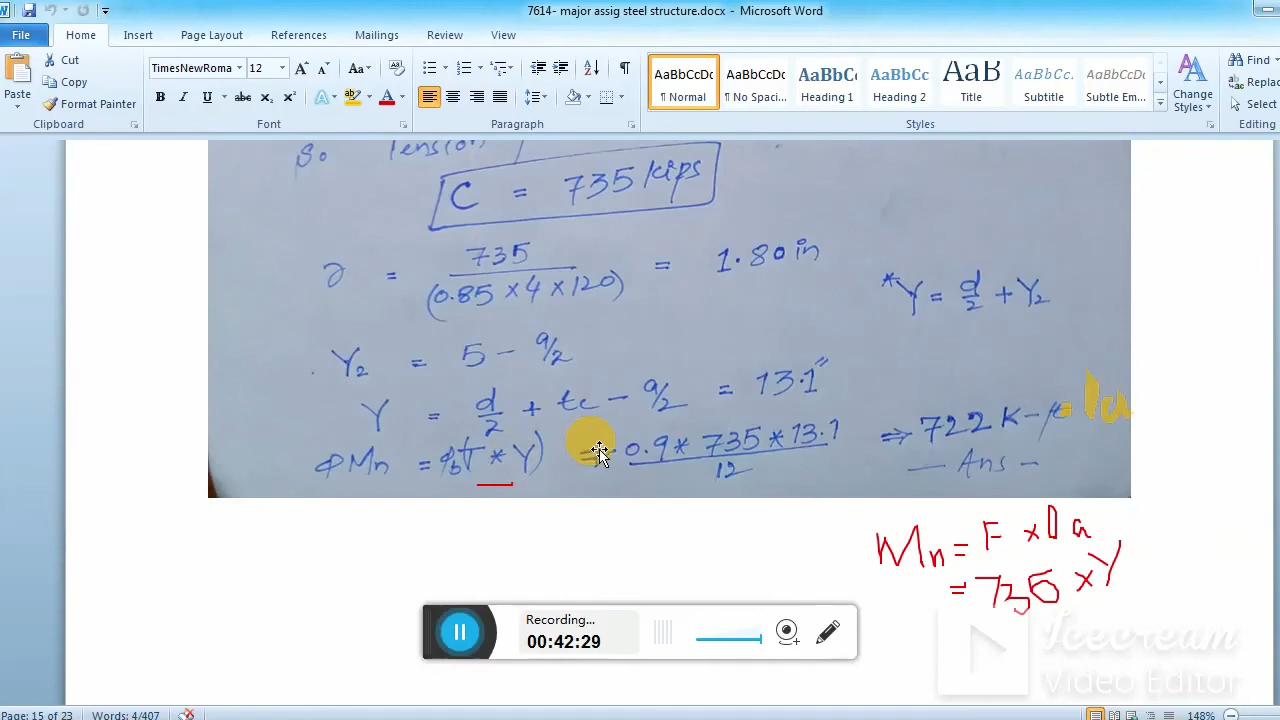 7614- major assig steel structure.docx - Microsoft Word
File Home Insert Page Layout References Mailings Review View
Paste
Cut
Copy
Format Painter
Clipboard
TimesNewRoma 12
Font
Paragraph
AaBbCcDc AaBbCcDc AaBbCc AaBbCc AaB AaBbCc. AaBbCcDc
¶ Normal ¶ No Spaci... Heading 1 Heading 2 Title Subtitle Subtle Em...
Change Styles
Styles
Find
Replac
Select
Editing
So Tension
C = 735 kips
a = 735 / (0.85 × 4 × 120) = 1.80 in
*Y = d/2 + Y2
Y2 = 5 - a/2
Y = d/2 + tc - a/2 = 13.1"
ΦMn = Φb(T * Y) ⇒ 0.9 * 735 * 13.1 / 12 ⇒ 722 K-ft
— Ans —
Mn = F × la
= 735 × Y
Recording...
00:42:29
Icecream
Video Editor
Page: 15 of 23 Words: 4/407 148%